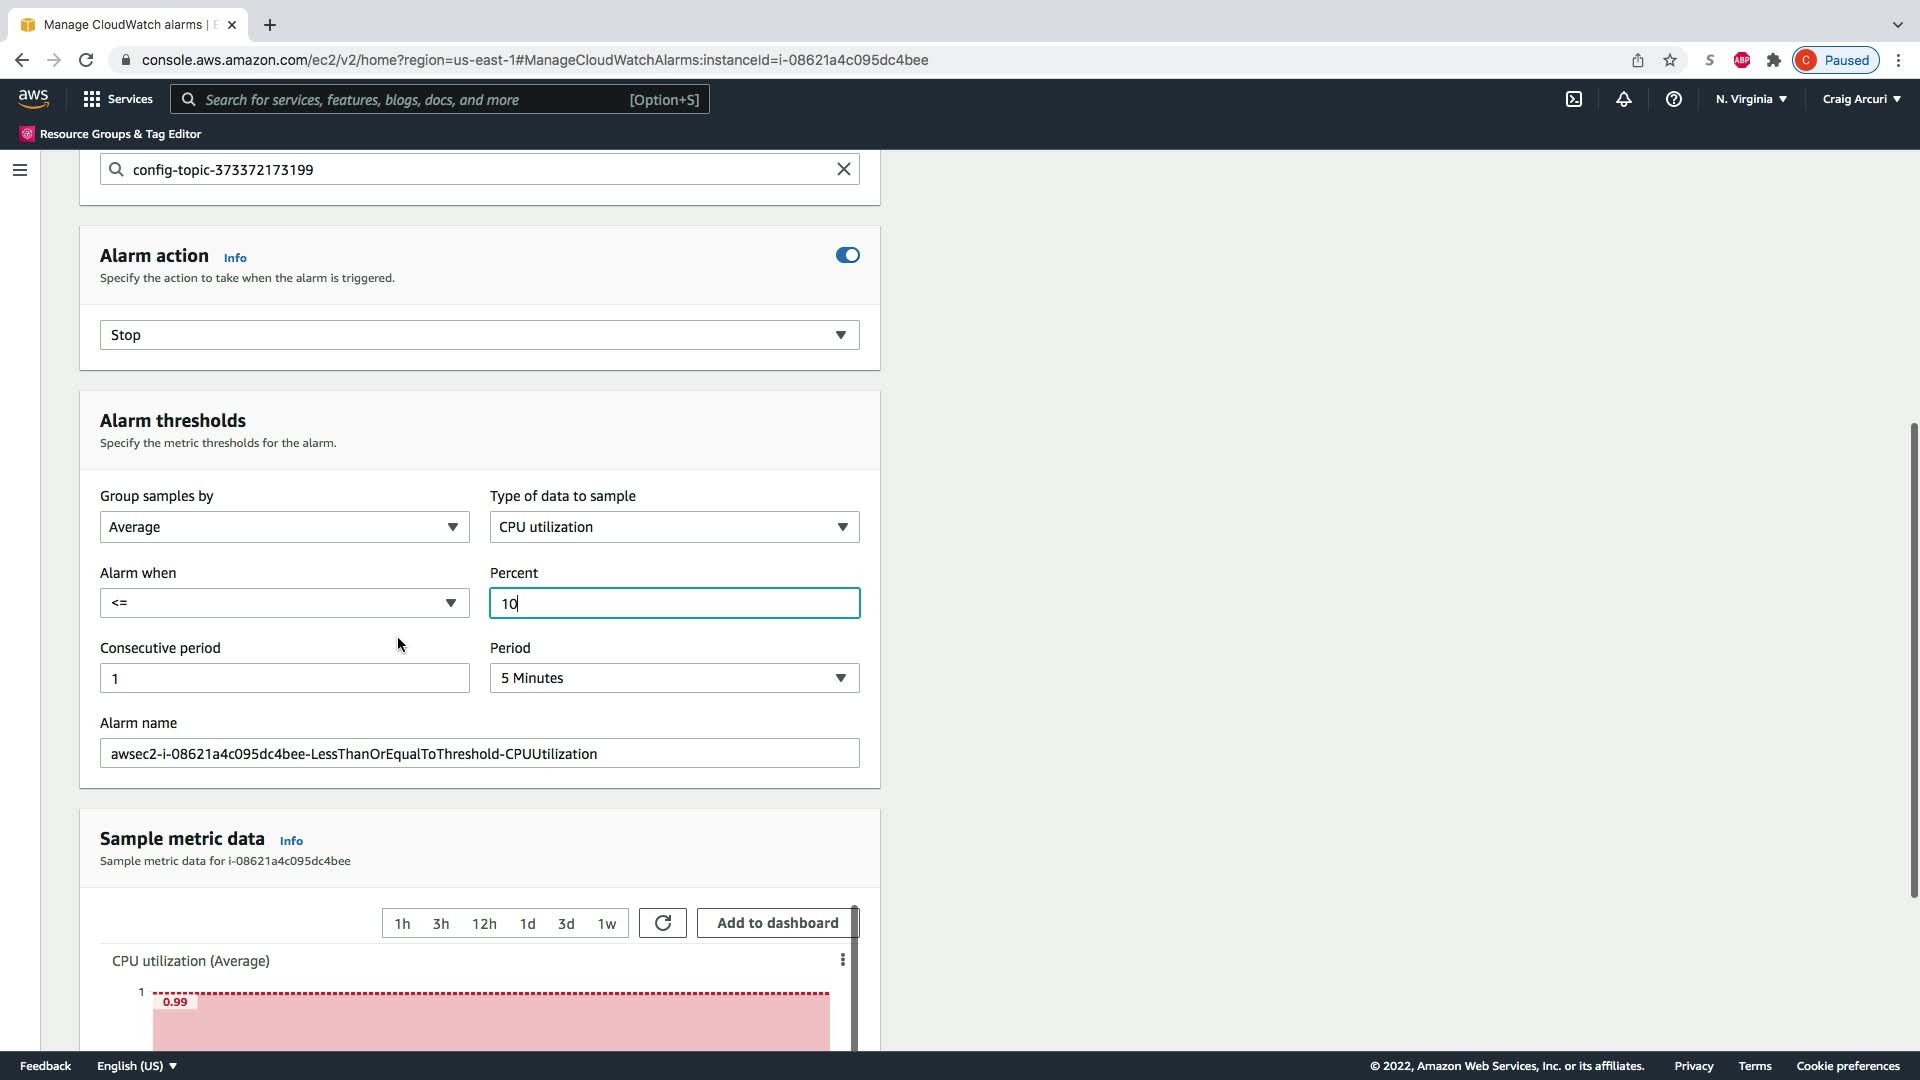 Manage CloudWatch alarms | E
console.aws.amazon.com/ec2/v2/home?region=us-east-1#ManageCloudWatchAlarms:instanceId=i-08621a4c095dc4bee
S
ABP
C
Paused
aws
Services
Search for services, features, blogs, docs, and more
[Option+S]
N. Virginia
Craig Arcuri
Resource Groups & Tag Editor
config-topic-373372173199
Alarm action Info
Specify the action to take when the alarm is triggered.
Stop
Alarm thresholds
Specify the metric thresholds for the alarm.
Group samples by
Type of data to sample
Average
CPU utilization
Alarm when
Percent
<=
10
Consecutive period
Period
1
5 Minutes
Alarm name
awsec2-i-08621a4c095dc4bee-LessThanOrEqualToThreshold-CPUUtilization
Sample metric data Info
Sample metric data for i-08621a4c095dc4bee
1h 3h 12h 1d 3d 1w
Add to dashboard
CPU utilization (Average)
1
0.99
Feedback
English (US)
© 2022, Amazon Web Services, Inc. or its affiliates.
Privacy
Terms
Cookie preferences